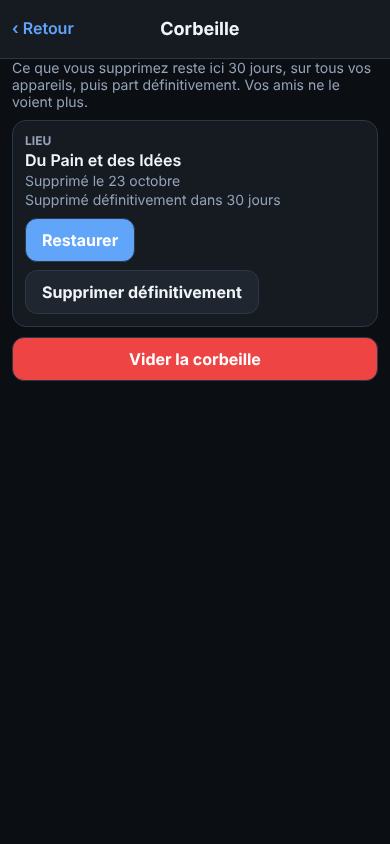 ‹ Retour
Corbeille
Ce que vous supprimez reste ici 30 jours, sur tous vos
appareils, puis part définitivement. Vos amis ne le
voient plus.
LIEU
Du Pain et des Idées
Supprimé le 23 octobre
Supprimé définitivement dans 30 jours
Restaurer
Supprimer définitivement
Vider la corbeille